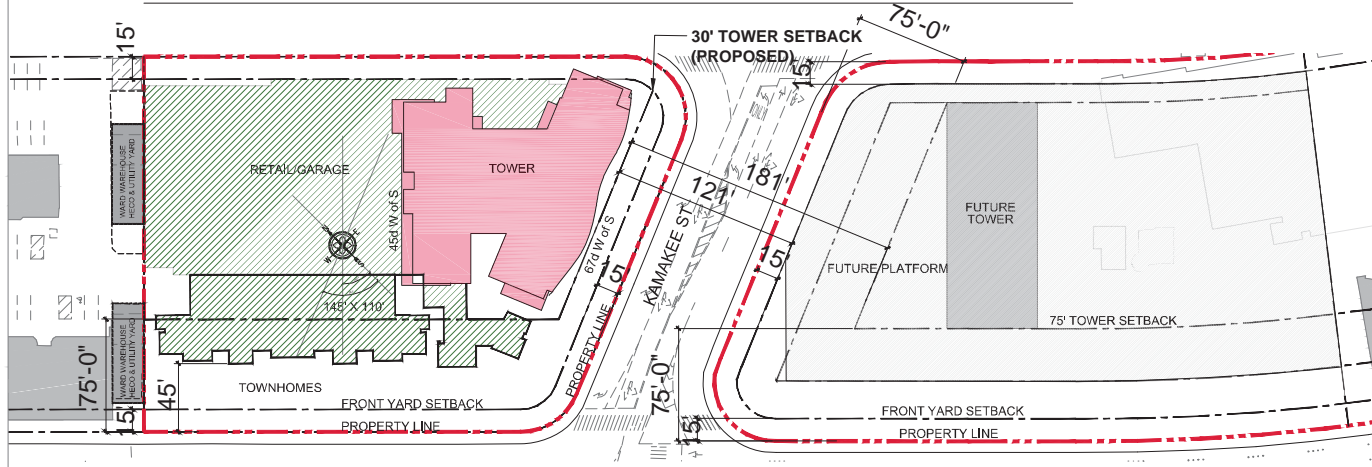 15'
30' TOWER SETBACK
(PROPOSED)
75'-0"
15'
WARD WAREHOUSE
HECO & UTILITY YARD
RETAIL/GARAGE
TOWER
45d W of S
67d W of S
181'
121'
KAMAKEE ST.
FUTURE
TOWER
FUTURE PLATFORM
15'
15'
145' X 110'
PROPERTY LINE
75' TOWER SETBACK
WARD WAREHOUSE
HECO & UTILITY YARD
75'-0"
45'
15'
TOWNHOMES
FRONT YARD SETBACK
PROPERTY LINE
75'-0"
15'
FRONT YARD SETBACK
PROPERTY LINE